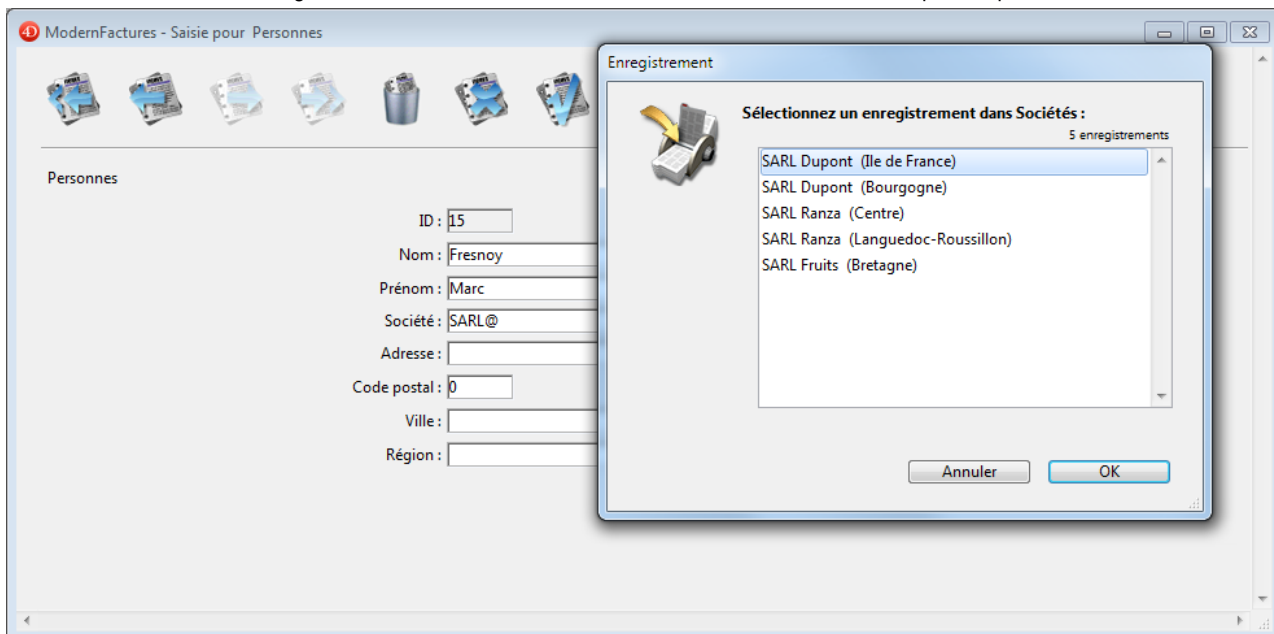 ModernFactures - Saisie pour Personnes
Personnes
ID : 15
Nom : Fresnoy
Prénom : Marc
Société : SARL@
Adresse :
Code postal : 0
Ville :
Région :
Enregistrement
Sélectionnez un enregistrement dans Sociétés :
5 enregistrements
SARL Dupont (Ile de France)
SARL Dupont (Bourgogne)
SARL Ranza (Centre)
SARL Ranza (Languedoc-Roussillon)
SARL Fruits (Bretagne)
Annuler
OK